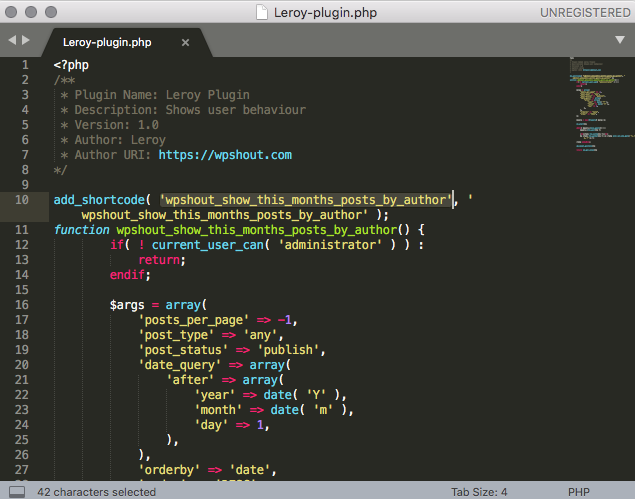 Leroy-plugin.php
UNREGISTERED
Leroy-plugin.php
1 <?php
2 /**
3 * Plugin Name: Leroy Plugin
4 * Description: Shows user behaviour
5 * Version: 1.0
6 * Author: Leroy
7 * Author URI: https://wpshout.com
8 */
9
10 add_shortcode( 'wpshout_show_this_months_posts_by_author', '
wpshout_show_this_months_posts_by_author' );
11 function wpshout_show_this_months_posts_by_author() {
12 if( ! current_user_can( 'administrator' ) ) :
13 return;
14 endif;
15
16 $args = array(
17 'posts_per_page' => -1,
18 'post_type' => 'any',
19 'post_status' => 'publish',
20 'date_query' => array(
21 'after' => array(
22 'year' => date( 'Y' ),
23 'month' => date( 'm' ),
24 'day' => 1,
25 ),
26 ),
27 'orderby' => 'date',
42 characters selected
Tab Size: 4
PHP